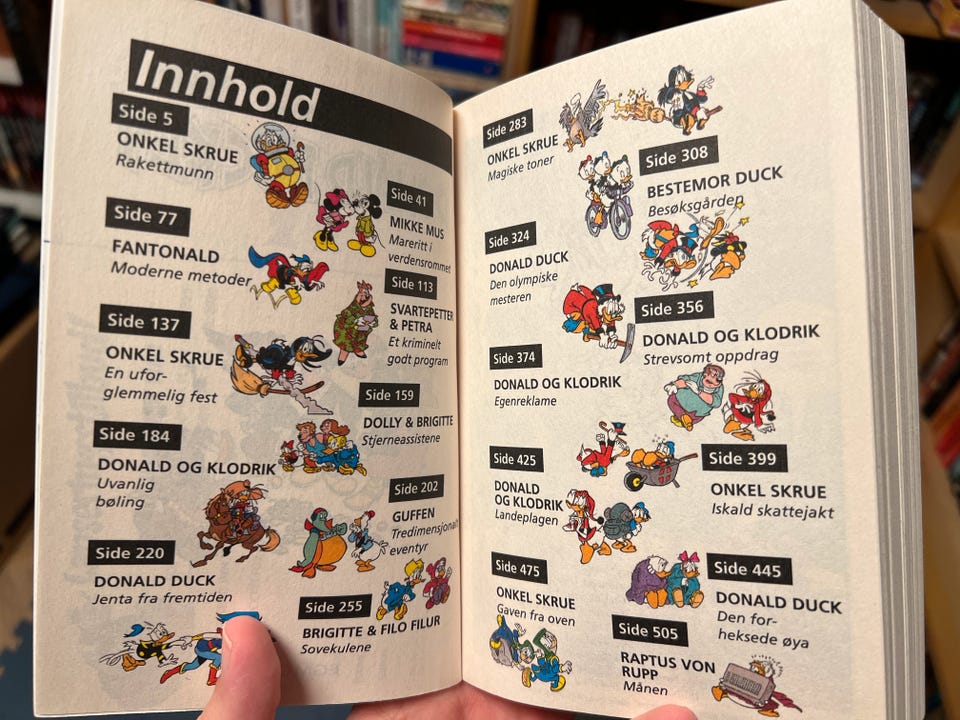 Innhold
Side 5
ONKEL SKRUE
Rakettmunn
Side 41
MIKKE MUS
Mareritt i
verdensrommet
Side 77
FANTONALD
Moderne metoder
Side 113
SVARTEPETTER
& PETRA
Et kriminelt
godt program
Side 137
ONKEL SKRUE
En ufor-
glemmelig fest
Side 159
DOLLY & BRIGITTE
Stjerneassistene
Side 184
DONALD OG KLODRIK
Uvanlig
bøling
Side 202
GUFFEN
Tredimensjonalt
eventyr
Side 220
DONALD DUCK
Jenta fra fremtiden
Side 255
BRIGITTE & FILO FILUR
Sovekulene
Side 283
ONKEL SKRUE
Magiske toner
Side 308
BESTEMOR DUCK
Besøksgården
Side 324
DONALD DUCK
Den olympiske
mesteren
Side 356
DONALD OG KLODRIK
Strevsomt oppdrag
Side 374
DONALD OG KLODRIK
Egenreklame
Side 399
ONKEL SKRUE
Iskald skattejakt
Side 425
DONALD
OG KLODRIK
Landeplagen
Side 445
DONALD DUCK
Den for-
heksede øya
Side 475
ONKEL SKRUE
Gaven fra oven
Side 505
RAPTUS VON
RUPP
Månen